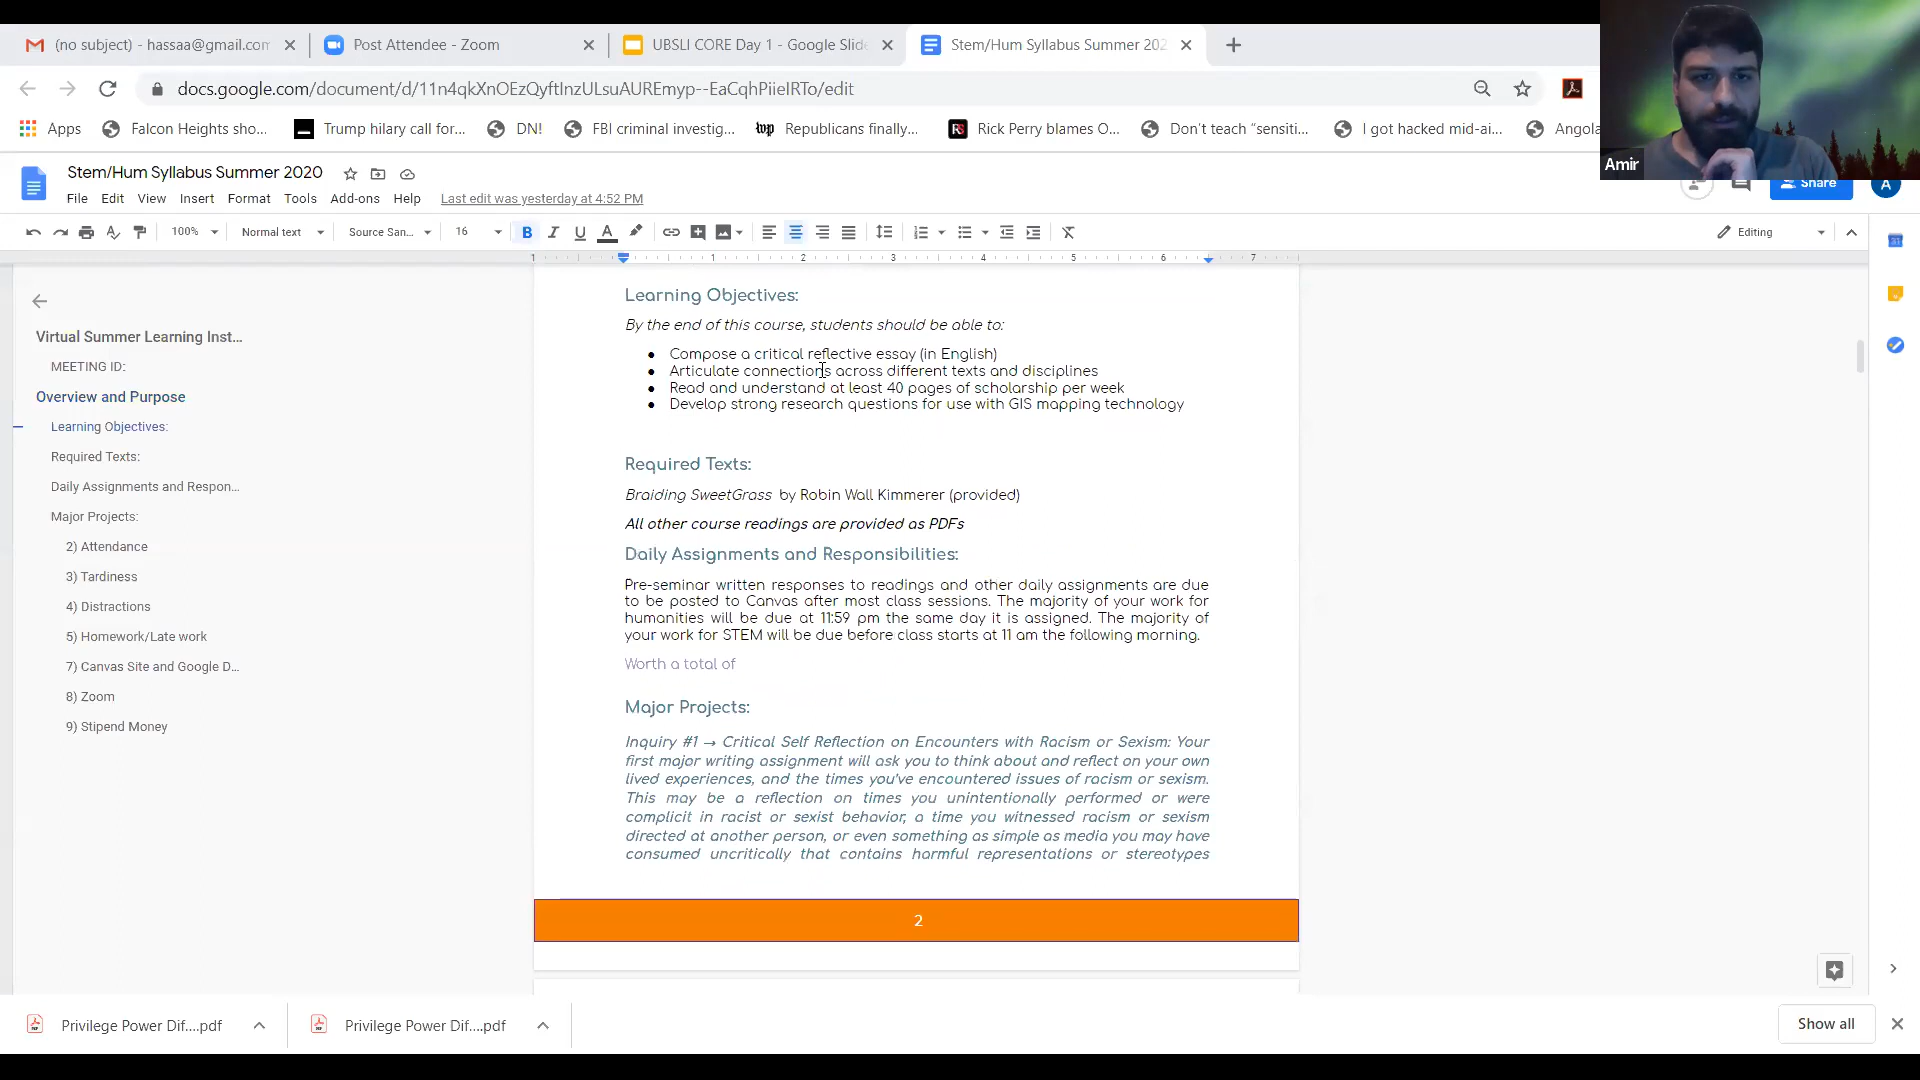 (no subject) - hassaa@gmail.com
Post Attendee - Zoom
UBSLI CORE Day 1 - Google Slide
Stem/Hum Syllabus Summer 202
docs.google.com/document/d/11n4qkXnOEzQyftInzULsuAUREmyp--EaCqhPiieIRTo/edit
Apps
Falcon Heights sho...
Trump hilary call for...
DN!
FBI criminal investig...
wp
Republicans finally...
RS
Rick Perry blames O...
Don't teach “sensiti...
I got hacked mid-ai...
Angola
Amir
Stem/Hum Syllabus Summer 2020
File Edit View Insert Format Tools Add-ons Help Last edit was yesterday at 4:52 PM
Share
A
100% Normal text Source San... 16 B I U A Editing
1 1 2 3 4 5 6 7
31
Virtual Summer Learning Inst...
MEETING ID:
Overview and Purpose
Learning Objectives:
Required Texts:
Daily Assignments and Respon...
Major Projects:
2) Attendance
3) Tardiness
4) Distractions
5) Homework/Late work
7) Canvas Site and Google D...
8) Zoom
9) Stipend Money
Learning Objectives:
By the end of this course, students should be able to:
● Compose a critical reflective essay (in English)
● Articulate connections across different texts and disciplines
● Read and understand at least 40 pages of scholarship per week
● Develop strong research questions for use with GIS mapping technology
Required Texts:
Braiding SweetGrass by Robin Wall Kimmerer (provided)
All other course readings are provided as PDFs
Daily Assignments and Responsibilities:
Pre-seminar written responses to readings and other daily assignments are due
to be posted to Canvas after most class sessions. The majority of your work for
humanities will be due at 11:59 pm the same day it is assigned. The majority of
your work for STEM will be due before class starts at 11 am the following morning.
Worth a total of
Major Projects:
Inquiry #1 → Critical Self Reflection on Encounters with Racism or Sexism: Your
first major writing assignment will ask you to think about and reflect on your own
lived experiences, and the times you've encountered issues of racism or sexism.
This may be a reflection on times you unintentionally performed or were
complicit in racist or sexist behavior, a time you witnessed racism or sexism
directed at another person, or even something as simple as media you may have
consumed uncritically that contains harmful representations or stereotypes
2
Privilege Power Dif....pdf
Privilege Power Dif....pdf
Show all